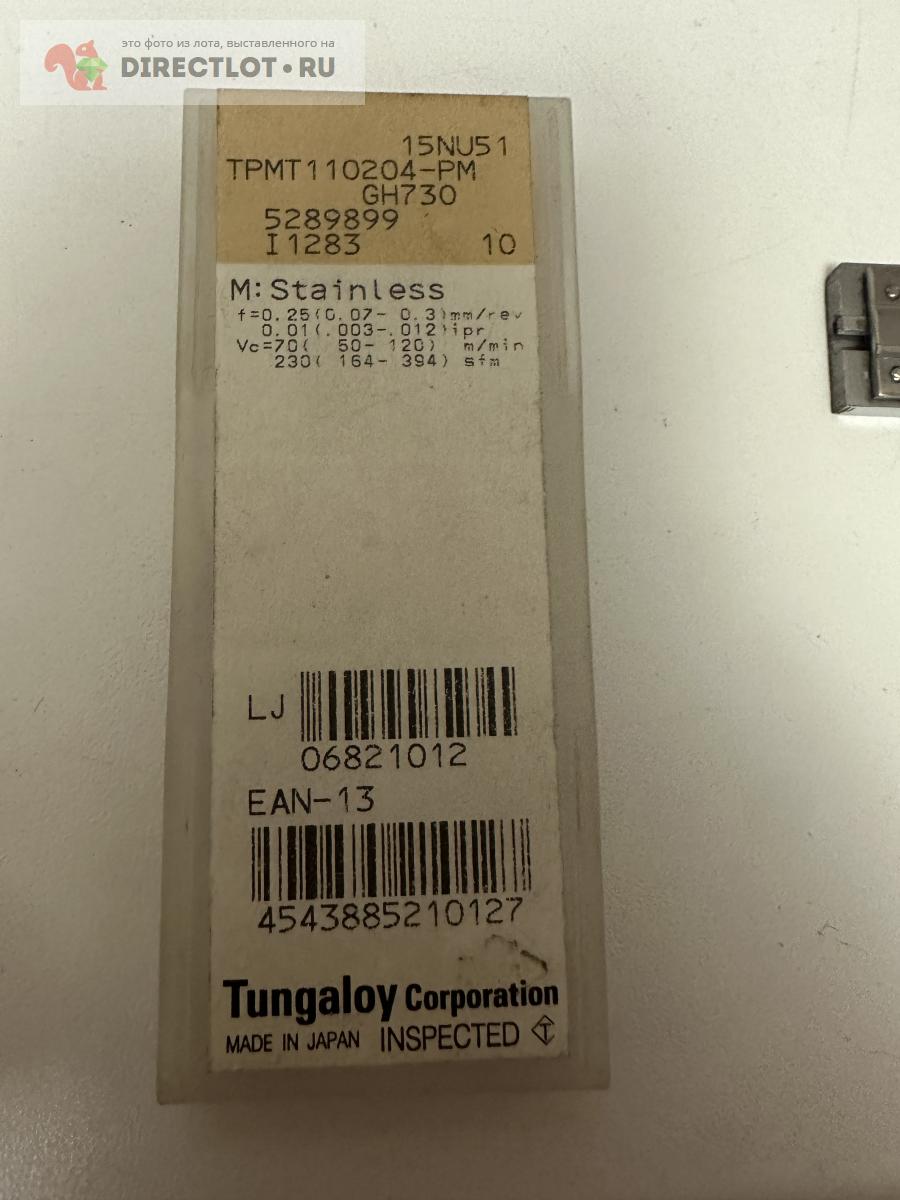 это фото из лота, выставленного на
DIRECTLOT•RU
15NU51
TPMT110204-PM
GH730
5289899
I1283 10
M:Stainless
f=0.25(0.07- 0.3)mm/rev
0.01(.003-.012)ipr
Vc=70( 50- 120) m/min
230( 164- 394) sfm
LJ
06821012
EAN-13
4543885210127
Tungaloy Corporation
MADE IN JAPAN INSPECTED